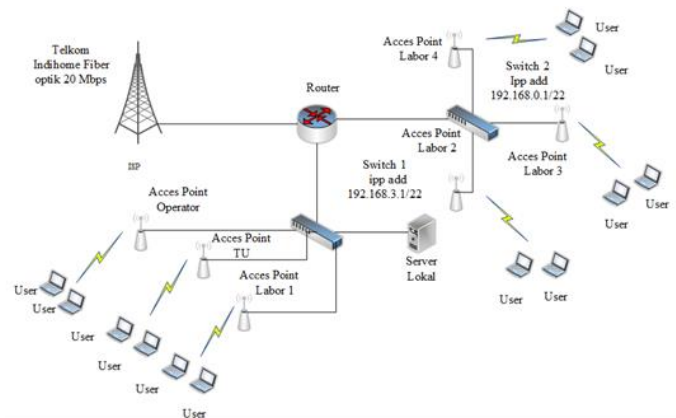 Telkom
Indihome Fiber
optik 20 Mbps
ISP
Router
Acces Point
Labor 4
User
User
Switch 2
Ipp add
192.168.0.1/22
Acces Point
Labor 2
Acces Point
Labor 3
User
User
Switch 1
ipp add
192.168.3.1/22
User
User
Server
Lokal
Acces Point
Operator
Acces Point
TU
Acces Point
Labor 1
User
User
User
User
User
User